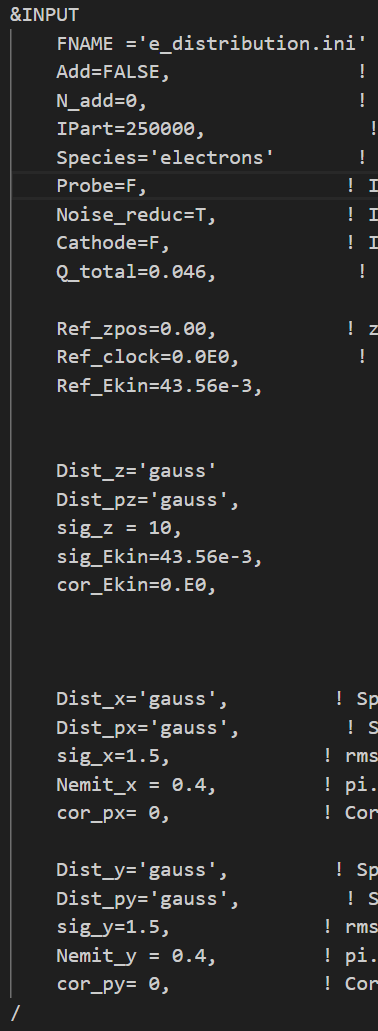 &INPUT
FNAME ='e_distribution.ini'
Add=FALSE, !
N_add=0, !
IPart=250000, !
Species='electrons' !
Probe=F, ! I
Noise_reduc=T, ! I
Cathode=F, ! I
Q_total=0.046, !
Ref_zpos=0.00, ! z
Ref_clock=0.0E0, !
Ref_Ekin=43.56e-3,
Dist_z='gauss'
Dist_pz='gauss',
sig_z = 10,
sig_Ekin=43.56e-3,
cor_Ekin=0.E0,
Dist_x='gauss', ! Sp
Dist_px='gauss', ! S
sig_x=1.5, ! rms
Nemit_x = 0.4, ! pi.
cor_px= 0, ! Cor
Dist_y='gauss', ! Sp
Dist_py='gauss', ! S
sig_y=1.5, ! rms
Nemit_y = 0.4, ! pi.
cor_py= 0, ! Cor
/